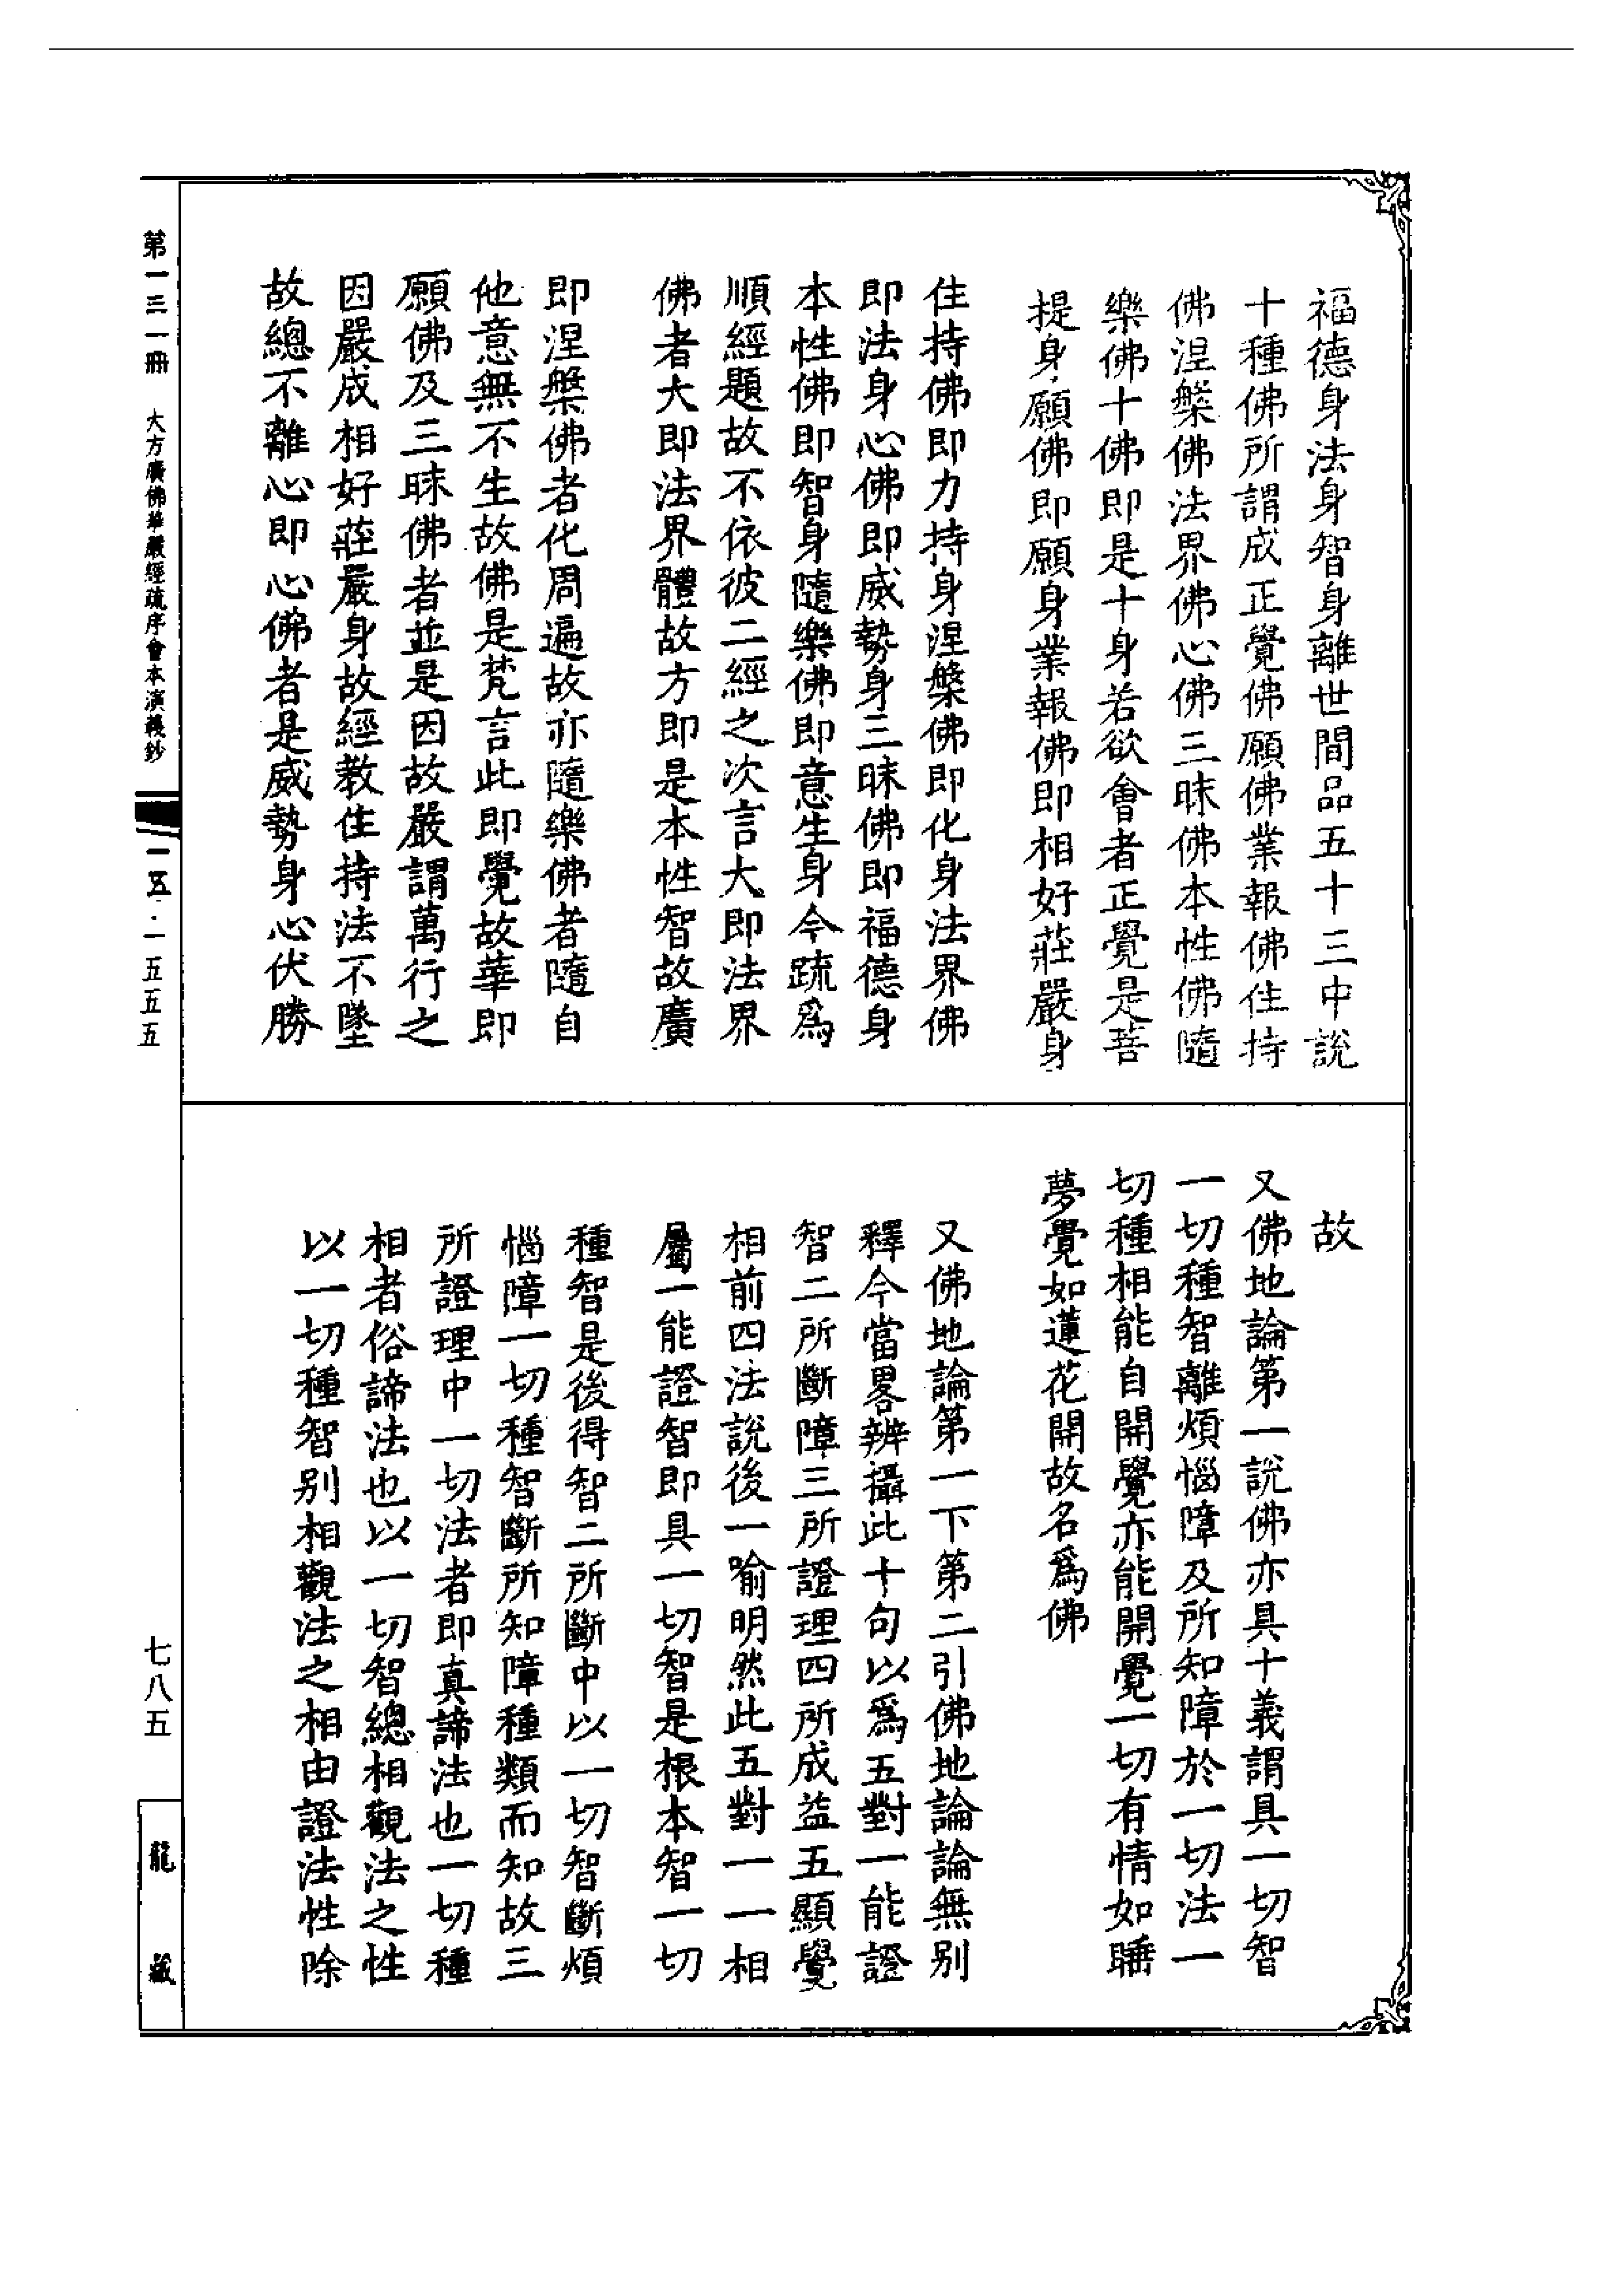 福德身法身智身離世間品五十三中說
十種佛所謂成正覺佛願佛業報佛住持
佛涅槃佛法界佛心佛三昧佛本性佛隨
樂佛十佛即是十身若欲會者正覺是菩
提身願佛即願身業報佛即相好莊嚴身
住持佛即力持身涅槃佛即化身法界佛
即法身心佛即威勢身三昧佛即福德身
本性佛即智身隨樂佛即意生身今疏爲
順經題故不依彼二經之次言大即法界
佛者大即法界體故方即是本性智故廣
即涅槃佛者化周遍故亦隨樂佛者隨自
他意無不生故佛是梵言此即覺故華即
願佛及三昧佛者並是因故嚴謂萬行之
因嚴成相好莊嚴身故經教住持法不墜
故總不離心即心佛者是威勢身心伏勝
故
又佛地論第一說佛亦具十義謂具一切智
一切種智離煩惱障及所知障於一切法一
切種相能自開覺亦能開覺一切有情如睡
夢覺如蓮花開故名爲佛
又佛地論第一下第二引佛地論論無別
釋今當畧辨攝此十句以爲五對一能證
智二所斷障三所證理四所成益五顯覺
相前四法說後一喻明然此五對一一相
屬一能證智即具一切智是根本智一切
種智是後得智二所斷中以一切智斷煩
惱障一切種智斷所知障種類而知故三
所證理中一切法者即真諦法也一切種
相者俗諦法也以一切智總相觀法之性
以一切種智別相觀法之相由證法性除
第一三一冊 大方廣佛華嚴經疏序會本演義鈔
一五五·一五五五
七八五
龍藏